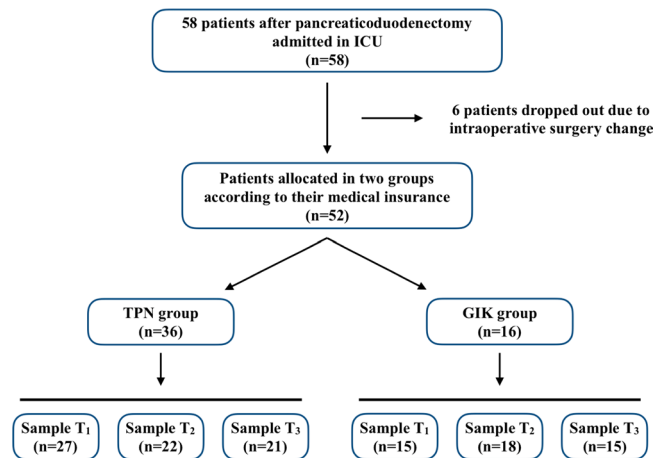 58 patients after pancreaticoduodenectomy
admitted in ICU
(n=58)
6 patients dropped out due to
intraoperative surgery change
Patients allocated in two groups
according to their medical insurance
(n=52)
TPN group
(n=36)
GIK group
(n=16)
Sample T₁
(n=27)
Sample T₂
(n=22)
Sample T₃
(n=21)
Sample T₁
(n=15)
Sample T₂
(n=18)
Sample T₃
(n=15)